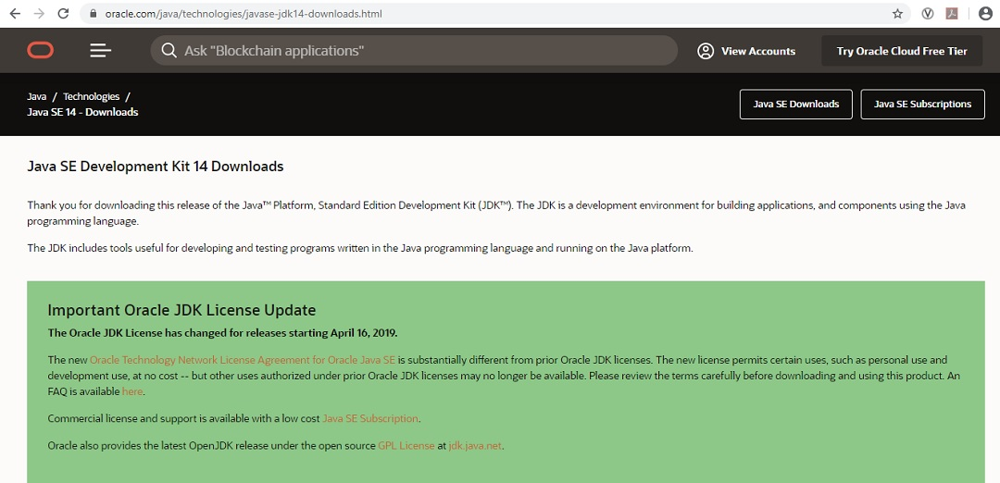 oracle.com/java/technologies/javase-jdk14-downloads.html
Ask "Blockchain applications"
View Accounts
Try Oracle Cloud Free Tier
Java / Technologies /
Java SE 14 - Downloads
Java SE Downloads
Java SE Subscriptions
Java SE Development Kit 14 Downloads
Thank you for downloading this release of the Java™ Platform, Standard Edition Development Kit (JDK™). The JDK is a development environment for building applications, and components using the Java
programming language.
The JDK includes tools useful for developing and testing programs written in the Java programming language and running on the Java platform.
Important Oracle JDK License Update
The Oracle JDK License has changed for releases starting April 16, 2019.
The new Oracle Technology Network License Agreement for Oracle Java SE is substantially different from prior Oracle JDK licenses. The new license permits certain uses, such as personal use and
development use, at no cost -- but other uses authorized under prior Oracle JDK licenses may no longer be available. Please review the terms carefully before downloading and using this product. An
FAQ is available here.
Commercial license and support is available with a low cost Java SE Subscription.
Oracle also provides the latest OpenJDK release under the open source GPL License at jdk.java.net.